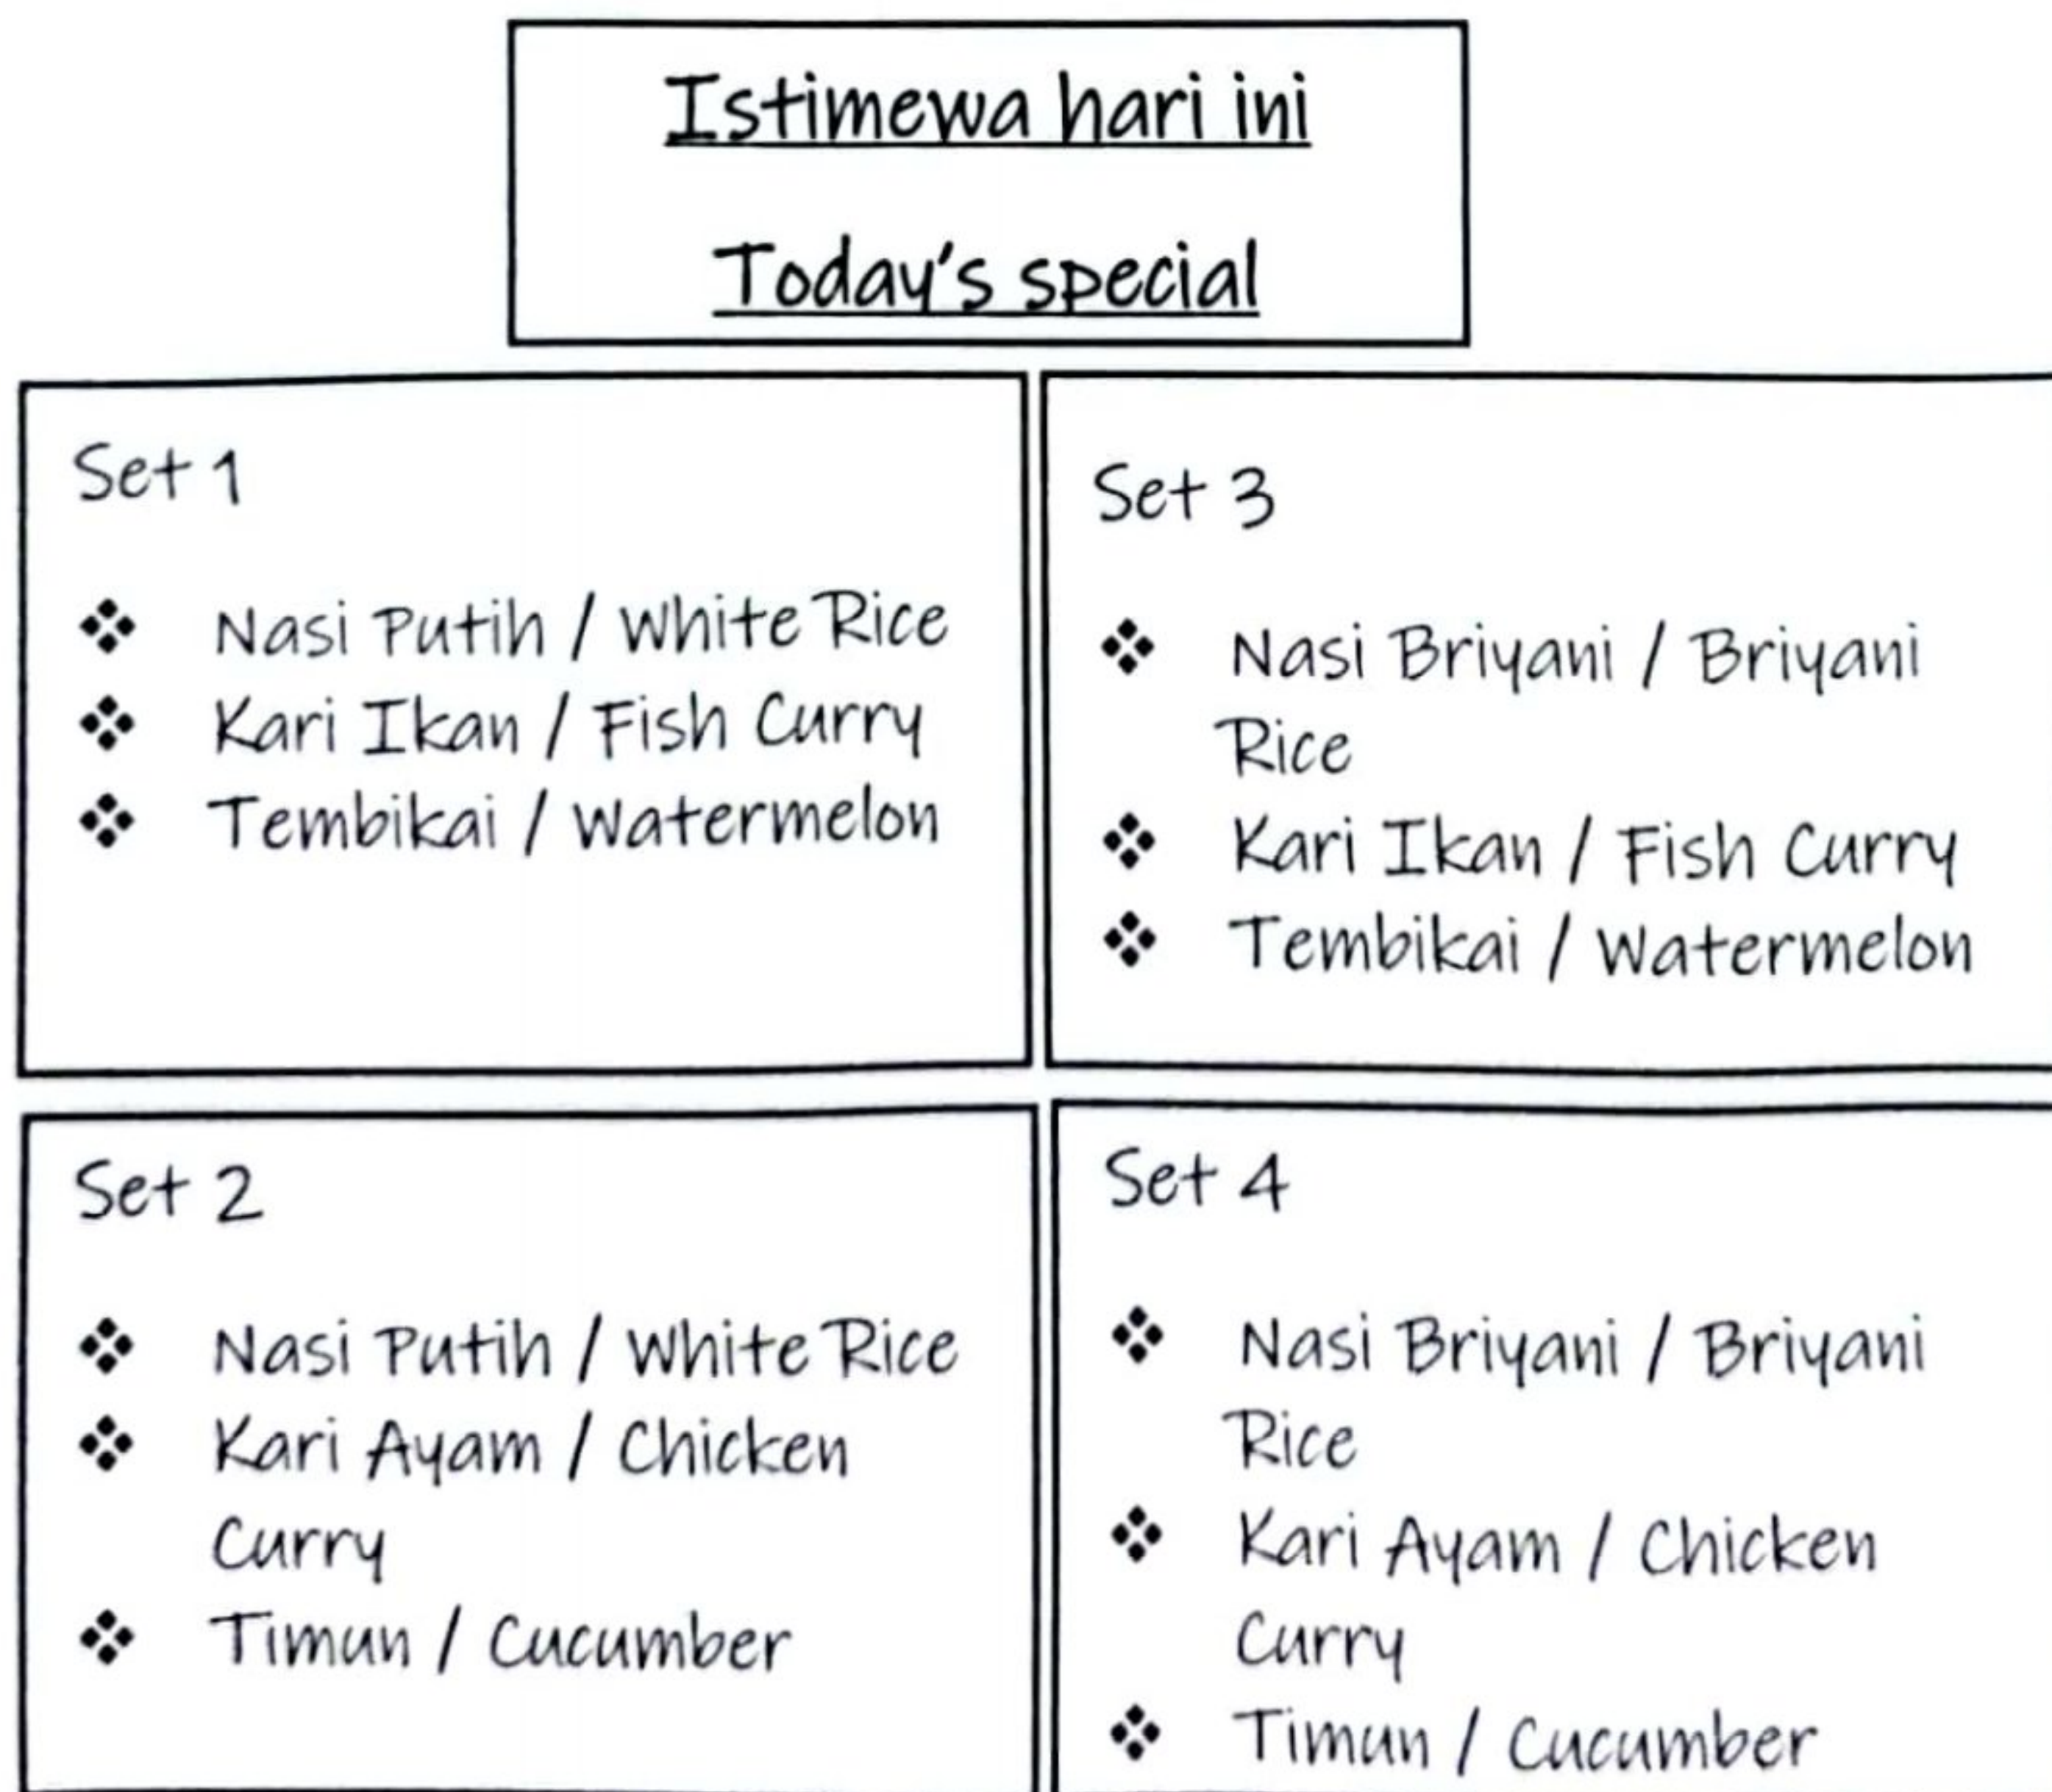 Istimewa hari ini
Today's special
Set 1
❖ Nasi Putih / White Rice
❖ Kari Ikan / Fish Curry
❖ Tembikai / Watermelon
Set 3
❖ Nasi Briyani / Briyani
Rice
❖ Kari Ikan / Fish Curry
❖ Tembikai / Watermelon
Set 2
❖ Nasi Putih / White Rice
❖ Kari Ayam / Chicken
Curry
❖ Timun / Cucumber
Set 4
❖ Nasi Briyani / Briyani
Rice
❖ Kari Ayam / Chicken
Curry
❖ Timun / Cucumber